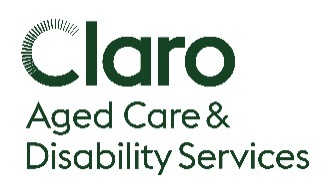 Claro
Aged Care &
Disability Services